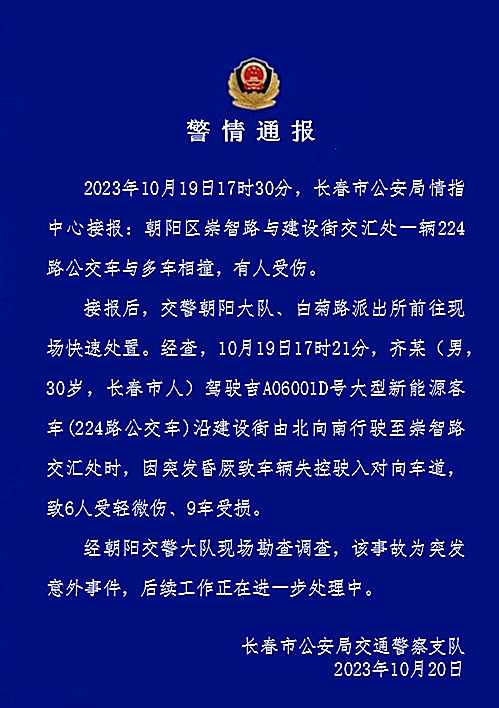 警情通报
2023年10月19日17时30分，长春市公安局情指
中心接报：朝阳区崇智路与建设街交汇处一辆224
路公交车与多车相撞，有人受伤。
接报后，交警朝阳大队、白菊路派出所前往现
场快速处置。经查，10月19日17时21分，齐某（男，
30岁，长春市人）驾驶吉A06001D号大型新能源客
车(224路公交车)沿建设街由北向南行驶至崇智路
交汇处时，因突发昏厥致车辆失控驶入对向车道，
致6人受轻微伤、9车受损。
经朝阳交警大队现场勘查调查，该事故为突发
意外事件，后续工作正在进一步处理中。
长春市公安局交通警察支队
2023年10月20日